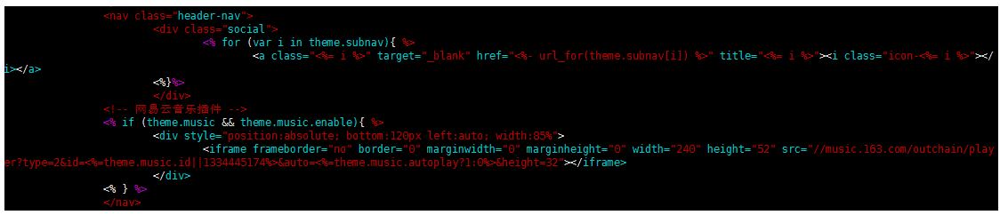 <nav class="header-nav">
<div class="social">
<% for (var i in theme.subnav){ %>
<a class="<%= i %>" target="_blank" href="<%- url_for(theme.subnav[i]) %>" title="<%= i %>"><i class="icon-<%= i %>"></
i></a>
<%}%>
</div>
<!-- 网易云音乐插件 -->
<% if (theme.music && theme.music.enable){ %>
<div style="position:absolute; bottom:120px left:auto; width:85%">
<iframe frameborder="no" border="0" marginwidth="0" marginheight="0" width="240" height="52" src="//music.163.com/outchain/play
er?type=2&id=<%=theme.music.id||1334445174%>&auto=<%=theme.music.autoplay?1:0%>&height=32"></iframe>
</div>
<% } %>
</nav>